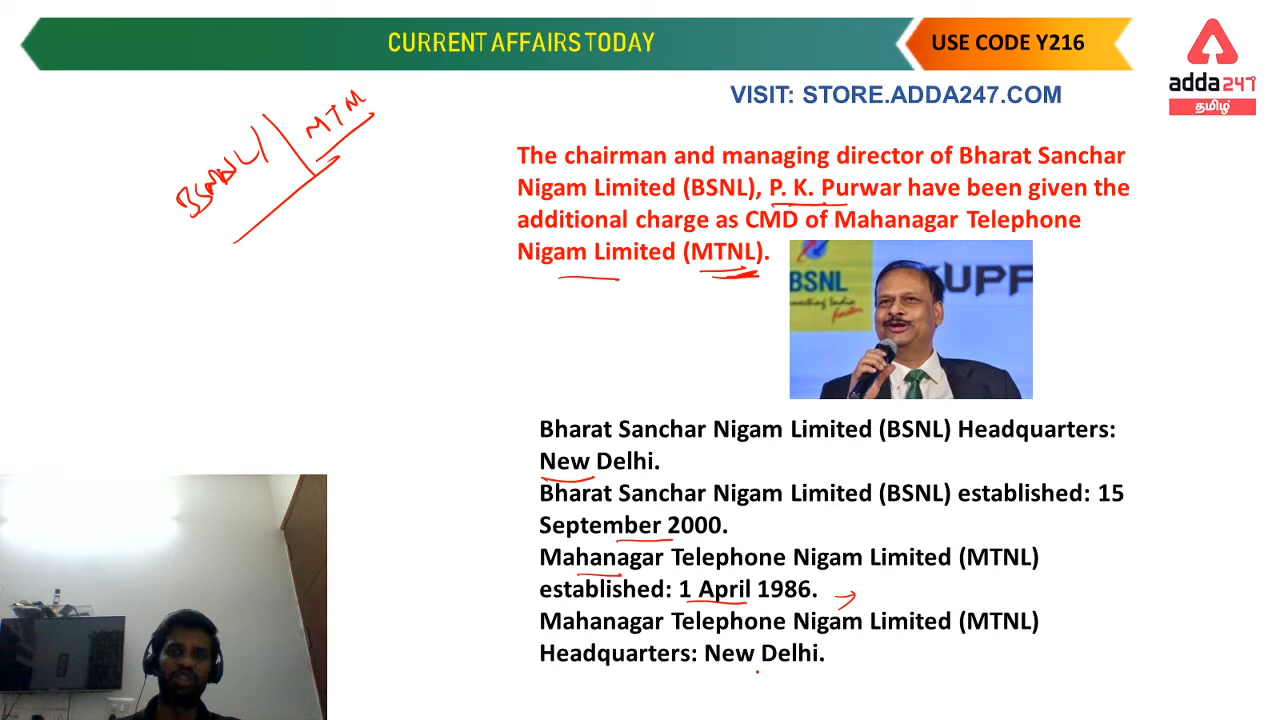 CURRENT AFFAIRS TODAY
USE CODE Y216
adda247
தமிழ்
VISIT: STORE.ADDA247.COM
MTM
The chairman and managing director of Bharat Sanchar
Nigam Limited (BSNL), P. K. Purwar have been given the
additional charge as CMD of Mahanagar Telephone
Nigam Limited (MTNL).
BSNL
Connecting India
Bharat Sanchar Nigam Limited (BSNL) Headquarters:
New Delhi.
Bharat Sanchar Nigam Limited (BSNL) established: 15
September 2000.
Mahanagar Telephone Nigam Limited (MTNL)
established: 1 April 1986.
Mahanagar Telephone Nigam Limited (MTNL)
Headquarters: New Delhi.